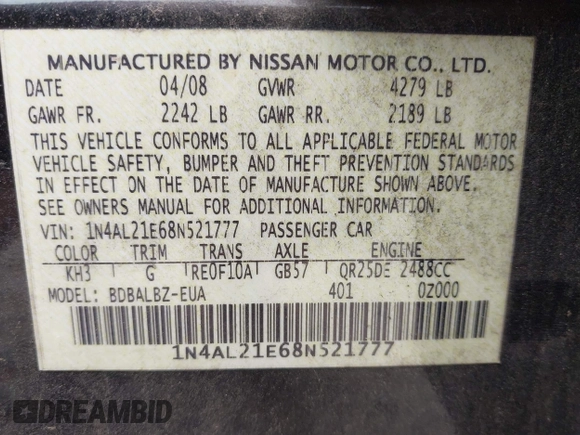 MANUFACTURED BY NISSAN MOTOR CO., LTD.
DATE 04/08 GVWR 4279 LB
GAWR FR. 2242 LB GAWR RR. 2189 LB
THIS VEHICLE CONFORMS TO ALL APPLICABLE FEDERAL MOTOR
VEHICLE SAFETY, BUMPER AND THEFT PREVENTION STANDARDS
IN EFFECT ON THE DATE OF MANUFACTURE SHOWN ABOVE.
SEE OWNERS MANUAL FOR ADDITIONAL INFORMATION.
VIN: 1N4AL21E68N521777 PASSENGER CAR
COLOR TRIM TRANS AXLE ENGINE
KH3 G RE0F10A GB57 QR25DE 2488CC
MODEL: BDBALBZ-EUA 401 02000
1N4AL21E68N521777
DREAMBID